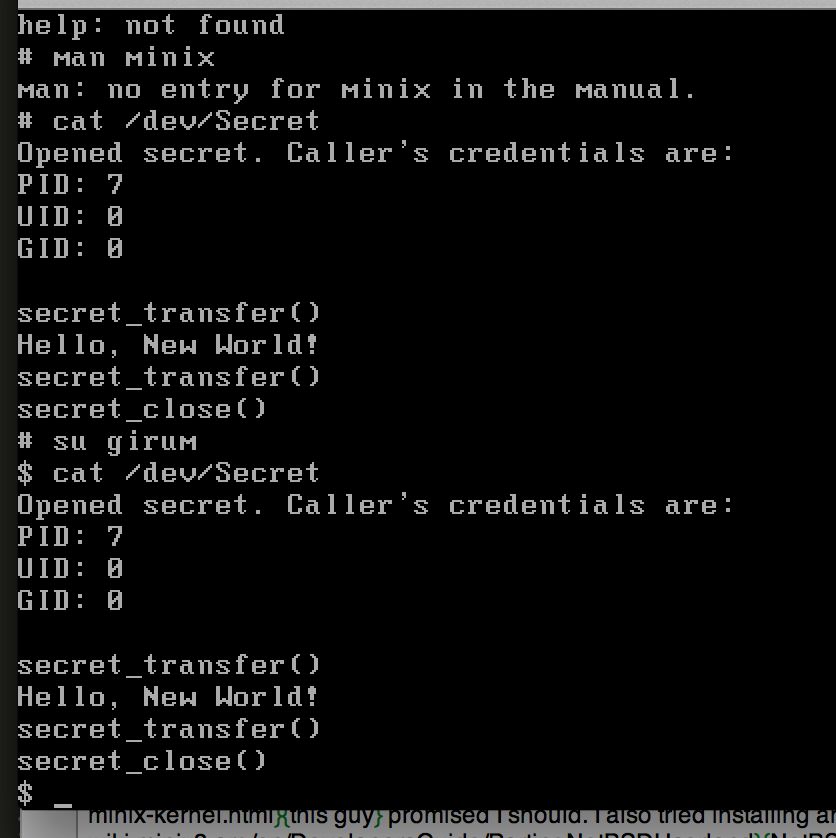 help: not found
# man minix
man: no entry for minix in the manual.
# cat /dev/Secret
Opened secret. Caller's credentials are:
PID: 7
UID: 0
GID: 0
secret_transfer()
Hello, New World!
secret_transfer()
secret_close()
# su girum
$ cat /dev/Secret
Opened secret. Caller's credentials are:
PID: 7
UID: 0
GID: 0
secret_transfer()
Hello, New World!
secret_transfer()
secret_close()
$ _
minix-kernel.html}{this guy} promised I should. I also tried installing